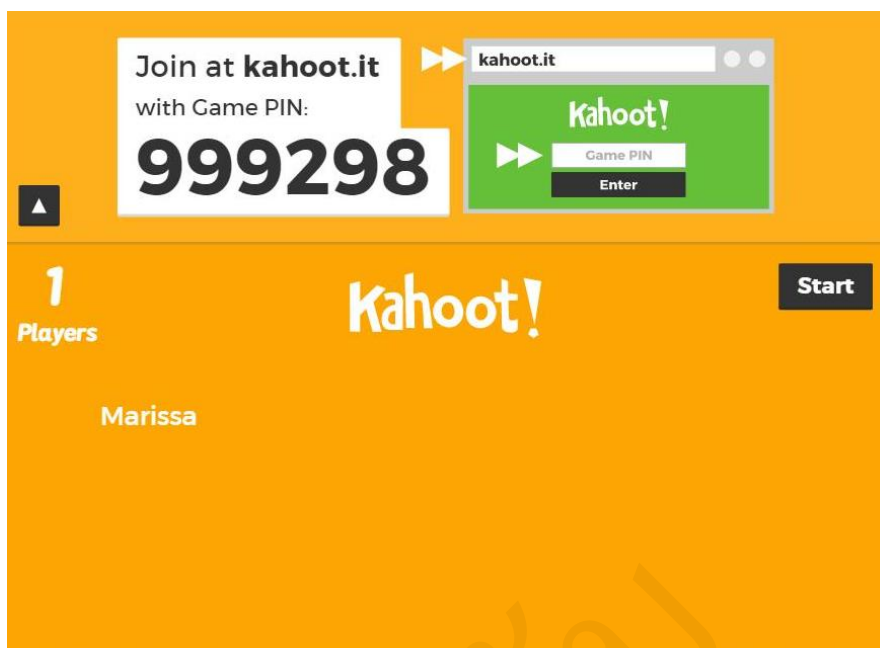 Join at kahoot.it
with Game PIN:
999298
kahoot.it
Kahoot!
Game PIN
Enter
1
Players
Kahoot!
Start
Marissa